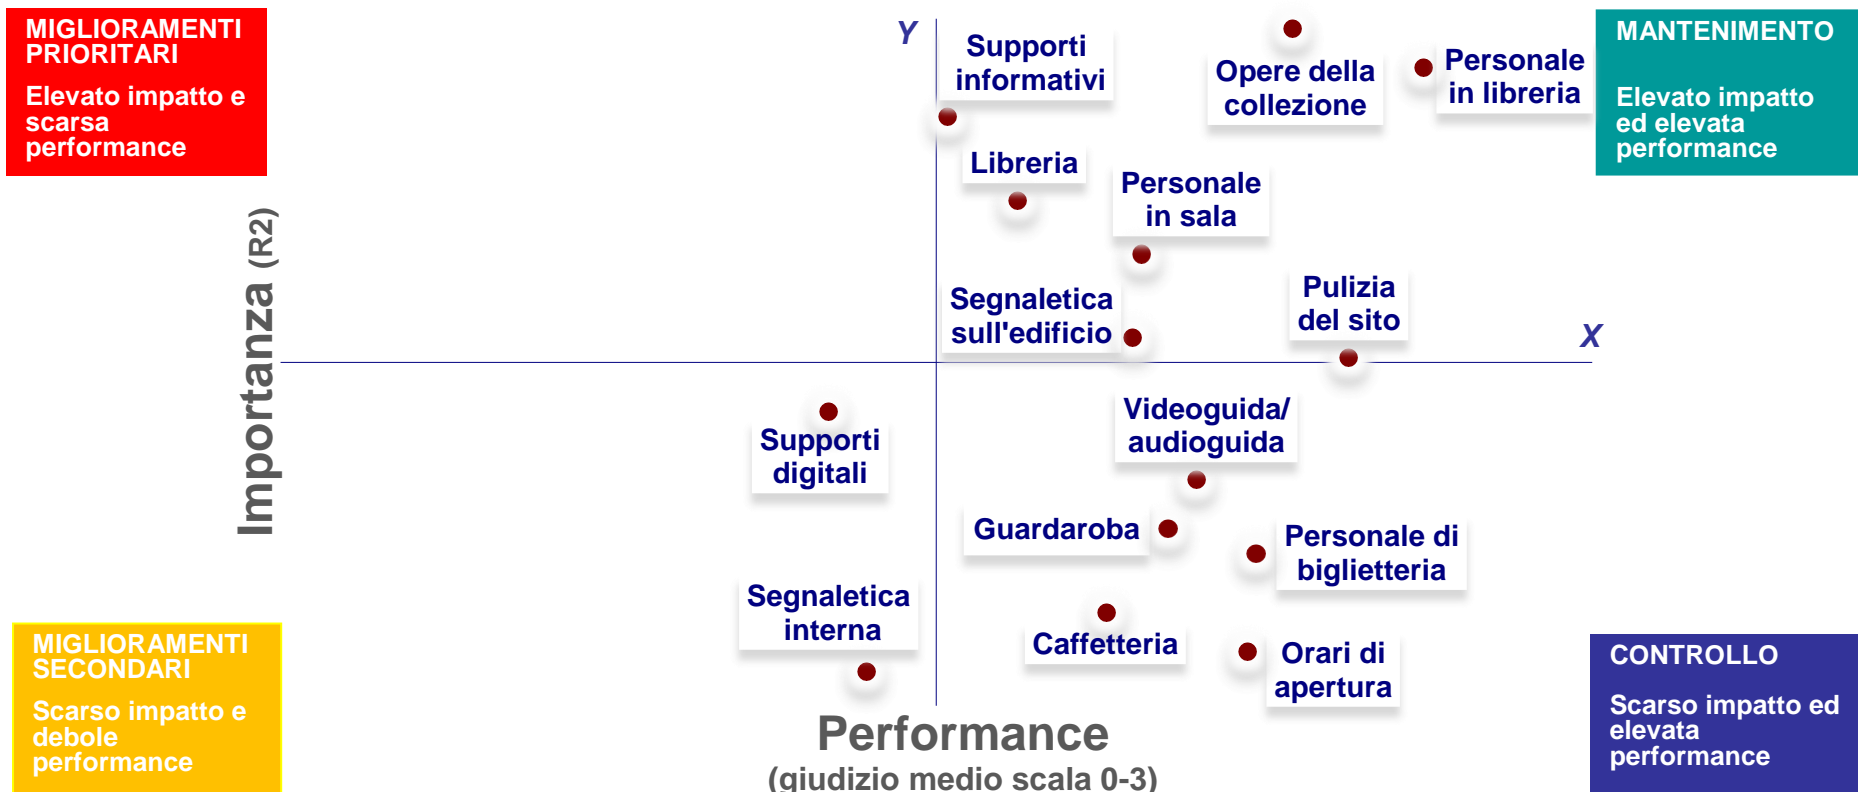 MIGLIORAMENTI
PRIORITARI
Elevato impatto e
scarsa
performance
Y
Supporti
informativi
Opere della
collezione
Personale
in libreria
MANTENIMENTO
Elevato impatto
ed elevata
performance
Libreria
Personale
in sala
Importanza (R2)
Segnaletica
sull'edificio
Pulizia
del sito
X
Supporti
digitali
Videoguida/
audioguida
Guardaroba
Personale di
biglietteria
Segnaletica
interna
Caffetteria
Orari di
apertura
MIGLIORAMENTI
SECONDARI
Scarso impatto e
debole
performance
CONTROLLO
Scarso impatto ed
elevata
performance
Performance
(giudizio medio scala 0-3)